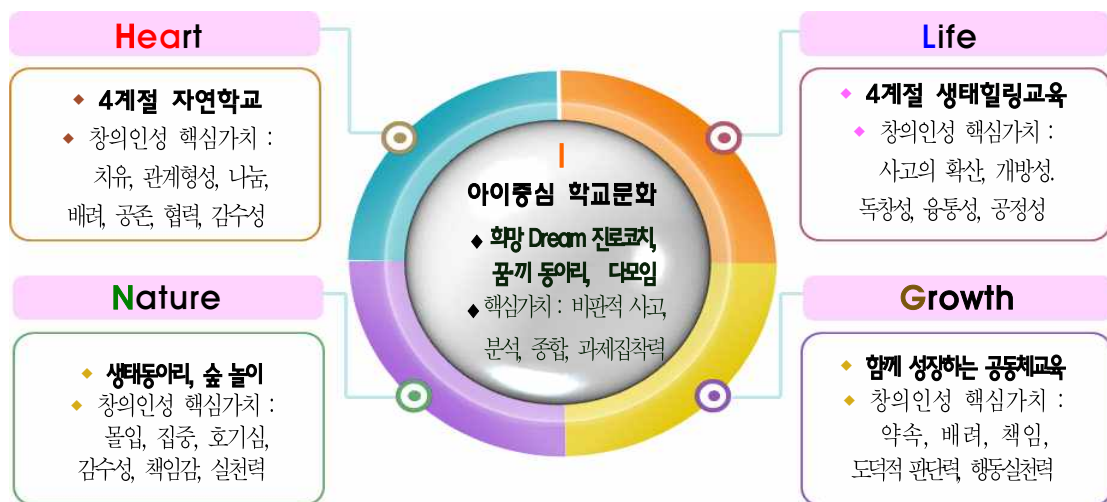 Heart
◆ 4계절 자연학교
◆ 창의인성 핵심가치 :
치유, 관계형성, 나눔,
배려, 공존, 협력, 감수성
Life
◆ 4계절 생태힐링교육
◆ 창의인성 핵심가치 :
사고의 확산, 개방성.
독창성, 융통성, 공정성
I
아이중심 학교문화
◆ 희망 Dream 진로코치,
꿈·끼 동아리, 다모임
◆ 핵심가치 : 비판적 사고,
분석, 종합, 과제집착력
Nature
◆ 생태동아리, 숲 놀이
◆ 창의인성 핵심가치 :
몰입, 집중, 호기심,
감수성, 책임감, 실천력
Growth
◆ 함께 성장하는 공동체교육
◆ 창의인성 핵심가치 :
약속, 배려, 책임,
도덕적 판단력, 행동실천력